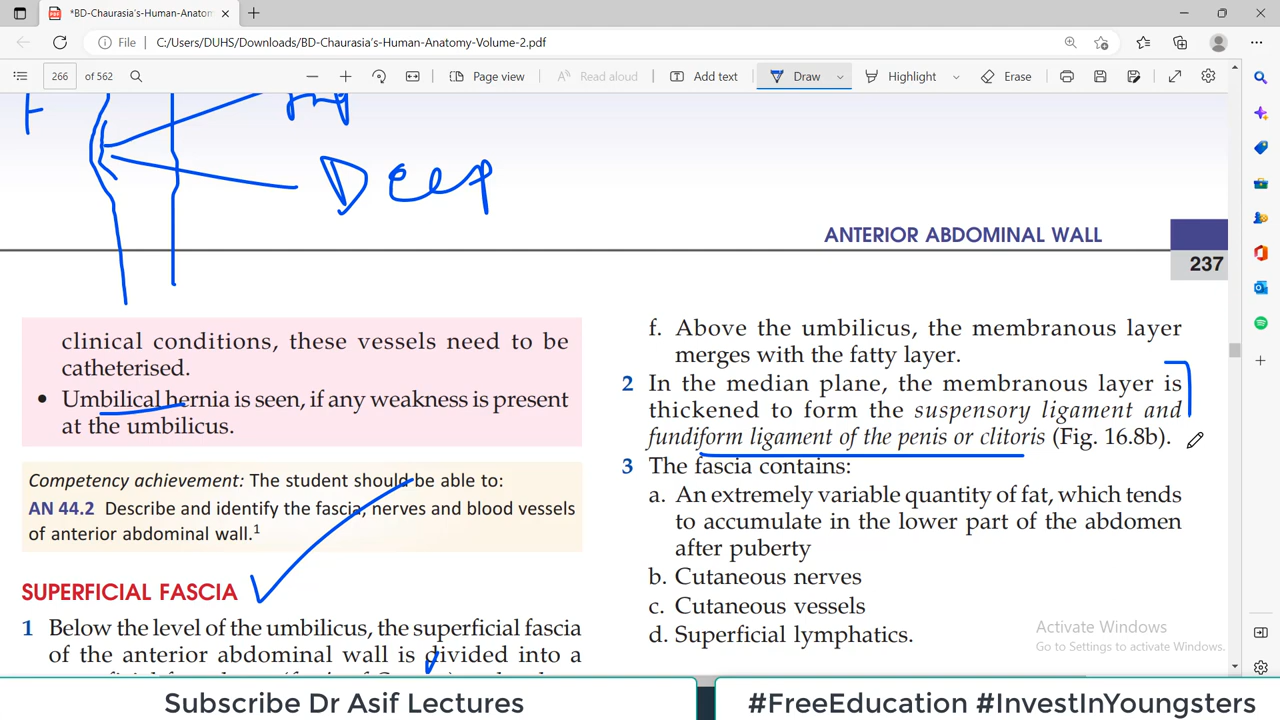 *BD-Chaurasia's-Human-Anatom
File
C:/Users/DUHS/Downloads/BD-Chaurasia's-Human-Anatomy-Volume-2.pdf
266 of 562
Page view
Read aloud
Add text
Draw
Highlight
Erase
Deep
ANTERIOR ABDOMINAL WALL
237
clinical conditions, these vessels need to be
catheterised.
• Umbilical hernia is seen, if any weakness is present
at the umbilicus.
Competency achievement: The student should be able to:
AN 44.2 Describe and identify the fascia, nerves and blood vessels
of anterior abdominal wall.1
SUPERFICIAL FASCIA
1 Below the level of the umbilicus, the superficial fascia
of the anterior abdominal wall is divided into a
f. Above the umbilicus, the membranous layer
merges with the fatty layer.
2 In the median plane, the membranous layer is
thickened to form the suspensory ligament and
fundiform ligament of the penis or clitoris (Fig. 16.8b).
3 The fascia contains:
a. An extremely variable quantity of fat, which tends
to accumulate in the lower part of the abdomen
after puberty
b. Cutaneous nerves
c. Cutaneous vessels
d. Superficial lymphatics.
Activate Windows
Go to Settings to activate Windows.
Subscribe Dr Asif Lectures
#FreeEducation #InvestInYoungsters